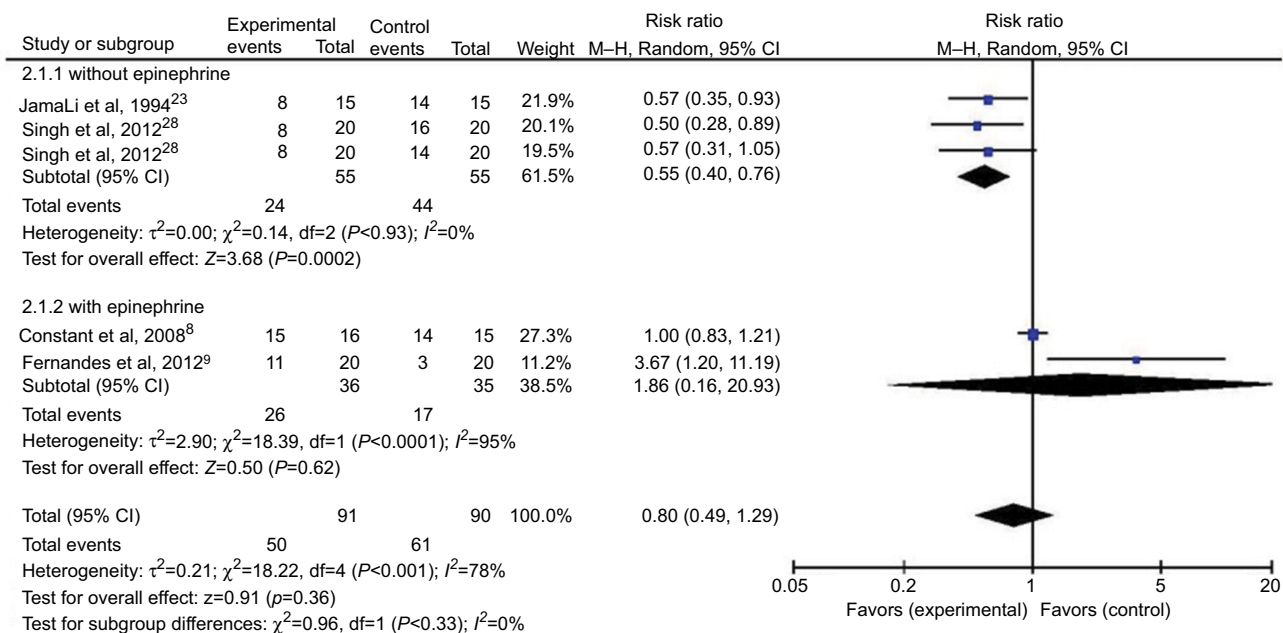 Experimental Control Risk ratio Risk ratio
Study or subgroup events Total events Total Weight M–H, Random, 95% CI M–H, Random, 95% CI
2.1.1 without epinephrine
JamaLi et al, 1994²³ 8 15 14 15 21.9% 0.57 (0.35, 0.93)
Singh et al, 2012²⁸ 8 20 16 20 20.1% 0.50 (0.28, 0.89)
Singh et al, 2012²⁸ 8 20 14 20 19.5% 0.57 (0.31, 1.05)
Subtotal (95% CI) 55 55 61.5% 0.55 (0.40, 0.76)
Total events 24 44
Heterogeneity: τ²=0.00; χ²=0.14, df=2 (P<0.93); I²=0%
Test for overall effect: Z=3.68 (P=0.0002)
2.1.2 with epinephrine
Constant et al, 2008⁸ 15 16 14 15 27.3% 1.00 (0.83, 1.21)
Fernandes et al, 2012⁹ 11 20 3 20 11.2% 3.67 (1.20, 11.19)
Subtotal (95% CI) 36 35 38.5% 1.86 (0.16, 20.93)
Total events 26 17
Heterogeneity: τ²=2.90; χ²=18.39, df=1 (P<0.0001); I²=95%
Test for overall effect: Z=0.50 (P=0.62)
Total (95% CI) 91 90 100.0% 0.80 (0.49, 1.29)
Total events 50 61
Heterogeneity: τ²=0.21; χ²=18.22, df=4 (P<0.001); I²=78%
Test for overall effect: z=0.91 (p=0.36)
Test for subgroup differences: χ²=0.96, df=1 (P<0.33); I²=0%
0.05 0.2 1 5 20
Favors (experimental) Favors (control)